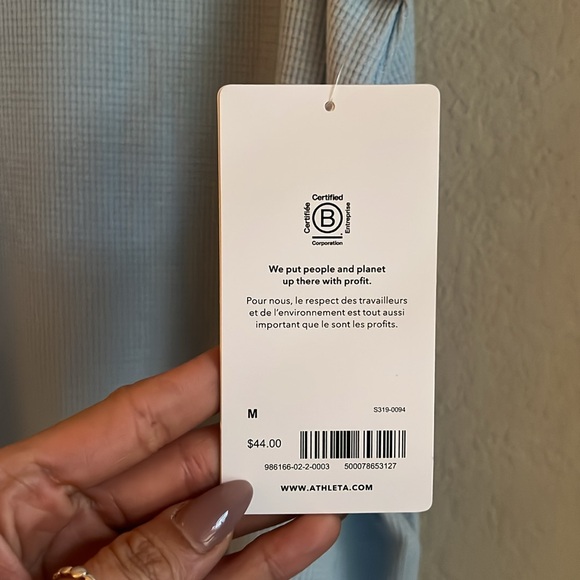 Certified
Certifiée
B
Entreprise
Corporation
We put people and planet
up there with profit.
Pour nous, le respect des travailleurs
et de l'environnement est tout aussi
important que le sont les profits.
M
S319-0094
$44.00
986166-02-2-0003 500078653127
WWW.ATHLETA.COM